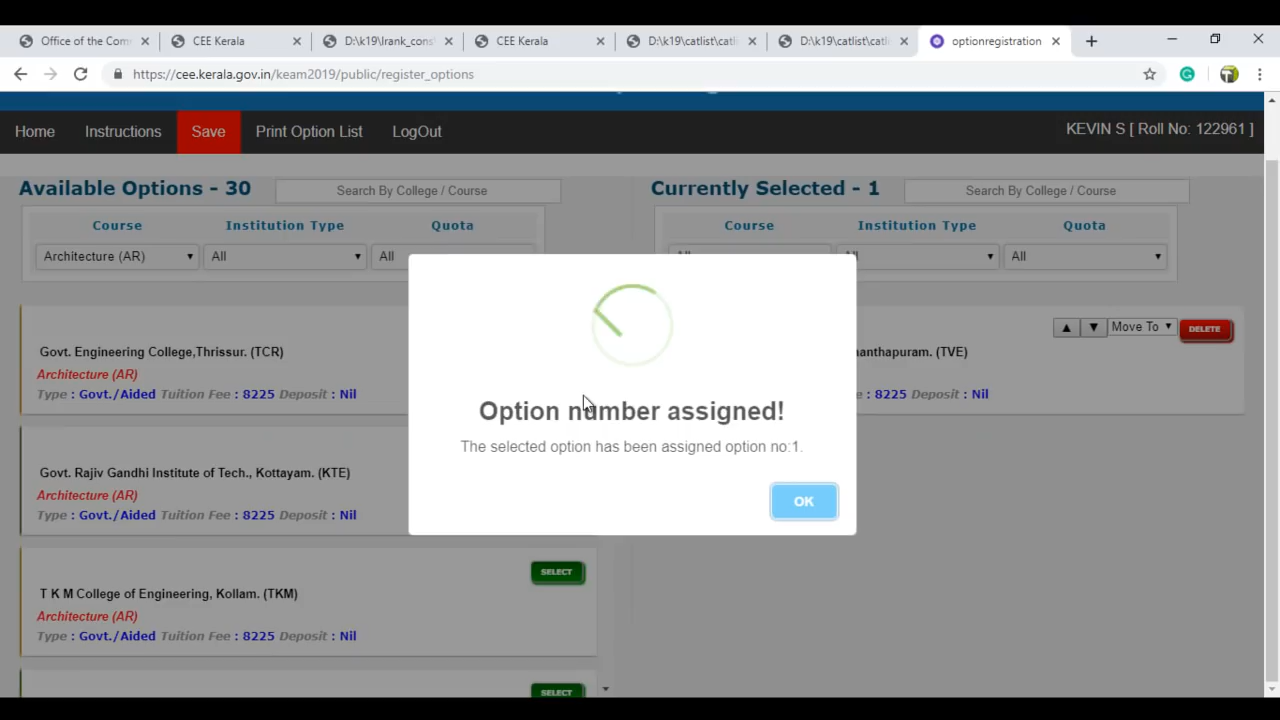 Office of the Com
CEE Kerala
D:\k19\lrank_cons
CEE Kerala
D:\k19\catlist\catl
D:\k19\catlist\catl
optionregistration
https://cee.kerala.gov.in/keam2019/public/register_options
Home Instructions Save Print Option List LogOut KEVIN S [ Roll No: 122961 ]
Available Options - 30 Search By College / Course
Course Institution Type Quota
Architecture (AR) All All
Govt. Engineering College,Thrissur. (TCR)
Architecture (AR)
Type : Govt./Aided Tuition Fee : 8225 Deposit : Nil
Govt. Rajiv Gandhi Institute of Tech., Kottayam. (KTE)
Architecture (AR)
Type : Govt./Aided Tuition Fee : 8225 Deposit : Nil
SELECT
T K M College of Engineering, Kollam. (TKM)
Architecture (AR)
Type : Govt./Aided Tuition Fee : 8225 Deposit : Nil
SELECT
Currently Selected - 1 Search By College / Course
Course Institution Type Quota
All
Move To DELETE
nanthapuram. (TVE)
: 8225 Deposit : Nil
Option number assigned!
The selected option has been assigned option no:1.
OK